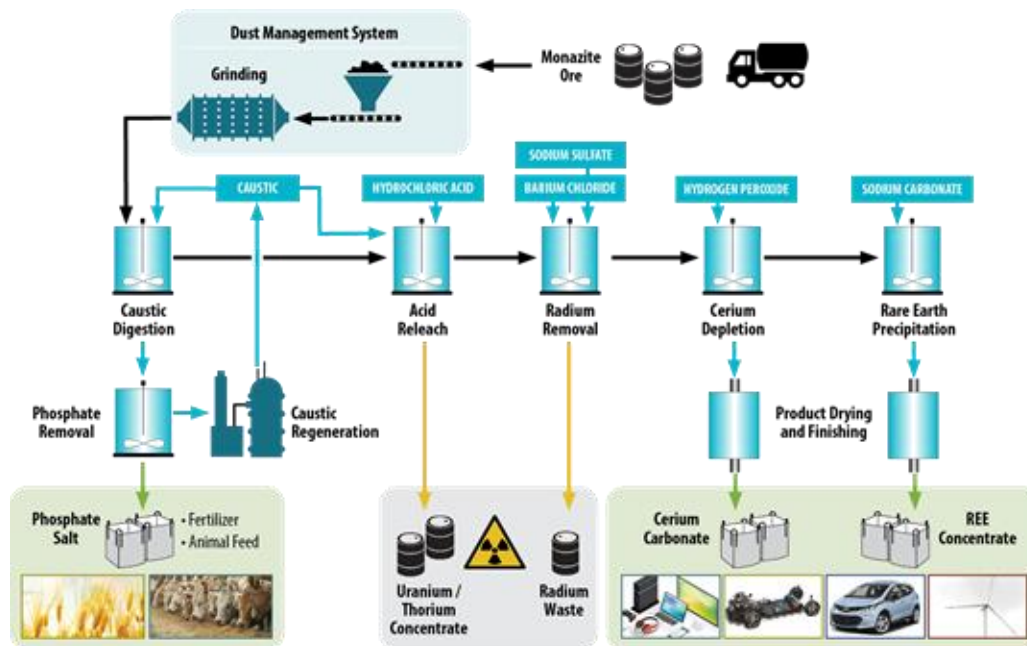 Dust Management System
Grinding
Monazite
Ore
SODIUM SULFATE
CAUSTIC
HYDROCHLORIC ACID
BARIUM CHLORIDE
HYDROGEN PEROXIDE
SODIUM CARBONATE
Caustic
Digestion
Acid
Releach
Radium
Removal
Cerium
Depletion
Rare Earth
Precipitation
Phosphate
Removal
Caustic
Regeneration
Product Drying
and Finishing
Phosphate
Salt
• Fertilizer
• Animal Feed
Uranium /
Thorium
Concentrate
Radium
Waste
Cerium
Carbonate
REE
Concentrate